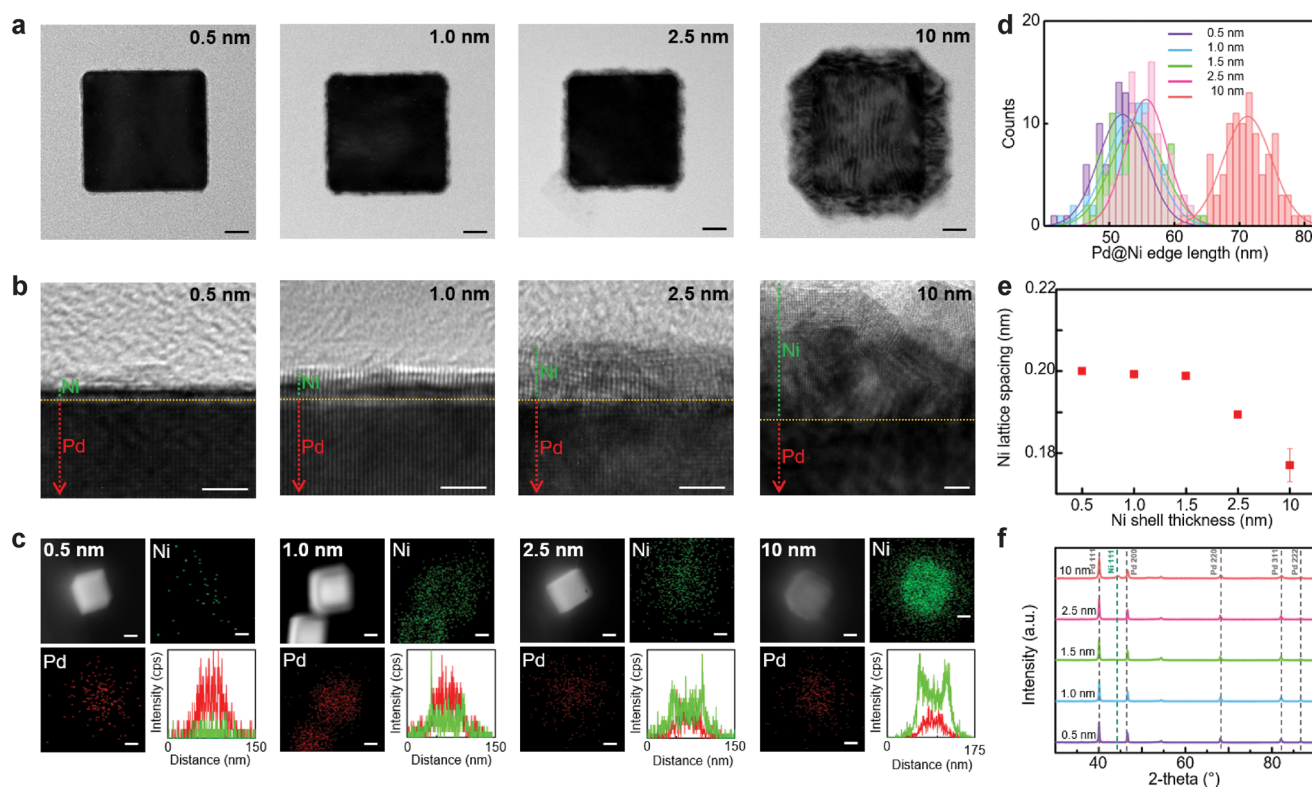 a
0.5 nm
1.0 nm
2.5 nm
10 nm
b
0.5 nm
Ni
Pd
1.0 nm
Ni
Pd
2.5 nm
Ni
Pd
10 nm
Ni
Pd
c
0.5 nm
Ni
Pd
Intensity (cps)
0
150
Distance (nm)
1.0 nm
Ni
Pd
Intensity (cps)
0
150
Distance (nm)
2.5 nm
Ni
Pd
Intensity (cps)
0
150
Distance (nm)
10 nm
Ni
Pd
Intensity (cps)
0
175
Distance (nm)
d
Counts
20
10
0
0.5 nm
1.0 nm
1.5 nm
2.5 nm
10 nm
50 60 70 80
Pd@Ni edge length (nm)
e
Ni lattice spacing (nm)
0.22
0.20
0.18
0.5 1.0 1.5 2.5 10
Ni shell thickness (nm)
f
Intensity (a.u.)
Pd 111
Ni 111
Pd 200
Pd 220
Pd 311
Pd 222
10 nm
2.5 nm
1.5 nm
1.0 nm
0.5 nm
40 60 80
2-theta (°)